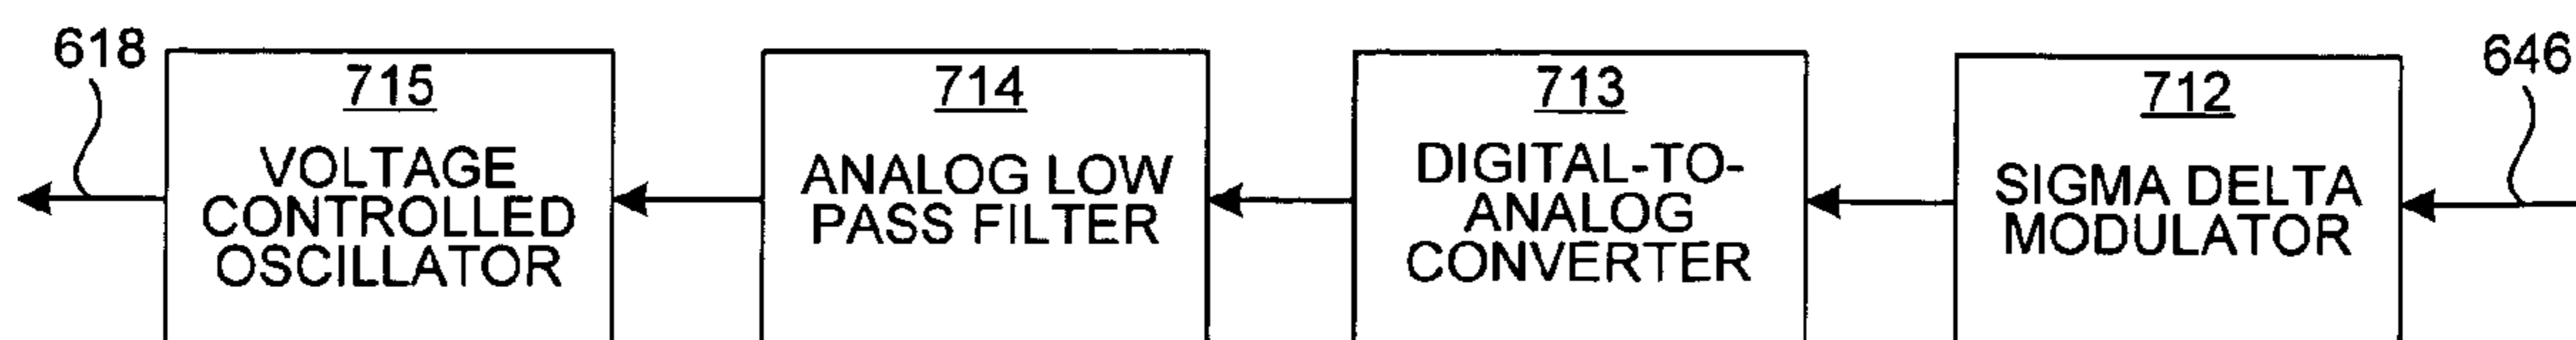 618
715
VOLTAGE
CONTROLLED
OSCILLATOR
714
ANALOG LOW
PASS FILTER
713
DIGITAL-TO-
ANALOG
CONVERTER
712
SIGMA DELTA
MODULATOR
646